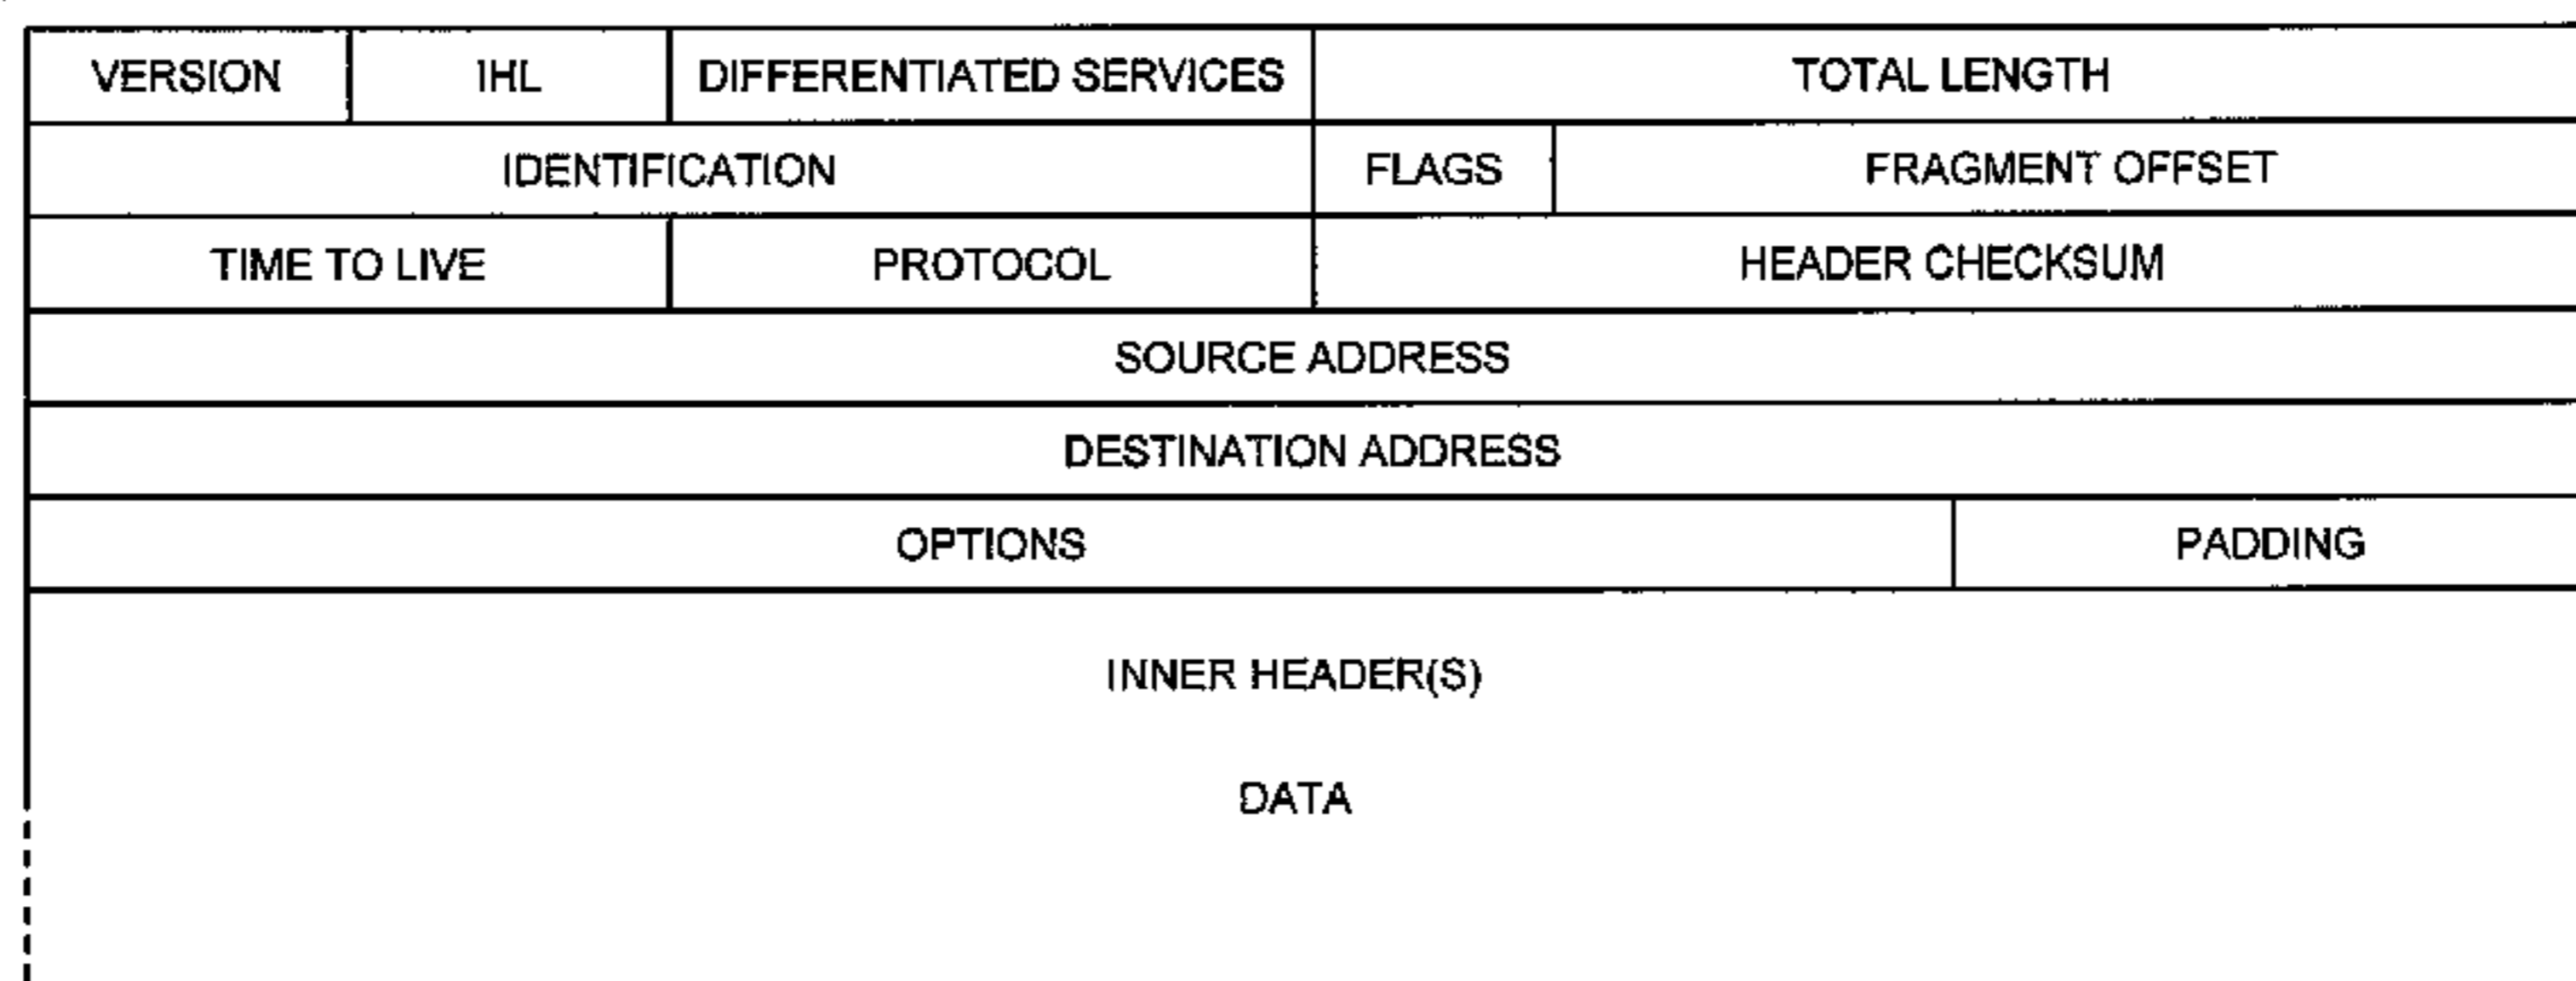 VERSION IHL DIFFERENTIATED SERVICES TOTAL LENGTH
IDENTIFICATION FLAGS FRAGMENT OFFSET
TIME TO LIVE PROTOCOL HEADER CHECKSUM
SOURCE ADDRESS
DESTINATION ADDRESS
OPTIONS PADDING
INNER HEADER(S)
DATA